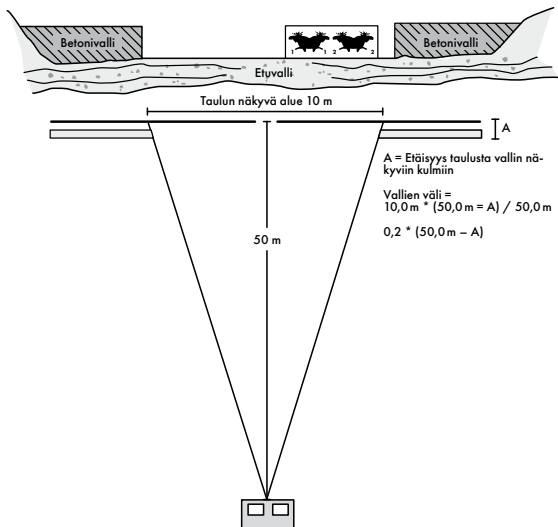 Betonivalli
1 1 2 2
Betonivalli
Etuvalli
Taulun näkyvä alue 10 m
A
A = Etäisyys taulusta vallin nä-
kyviin kulmiin
Vallien väli =
10,0 m * (50,0 m = A) / 50,0 m
0,2 * (50,0 m – A)
50 m